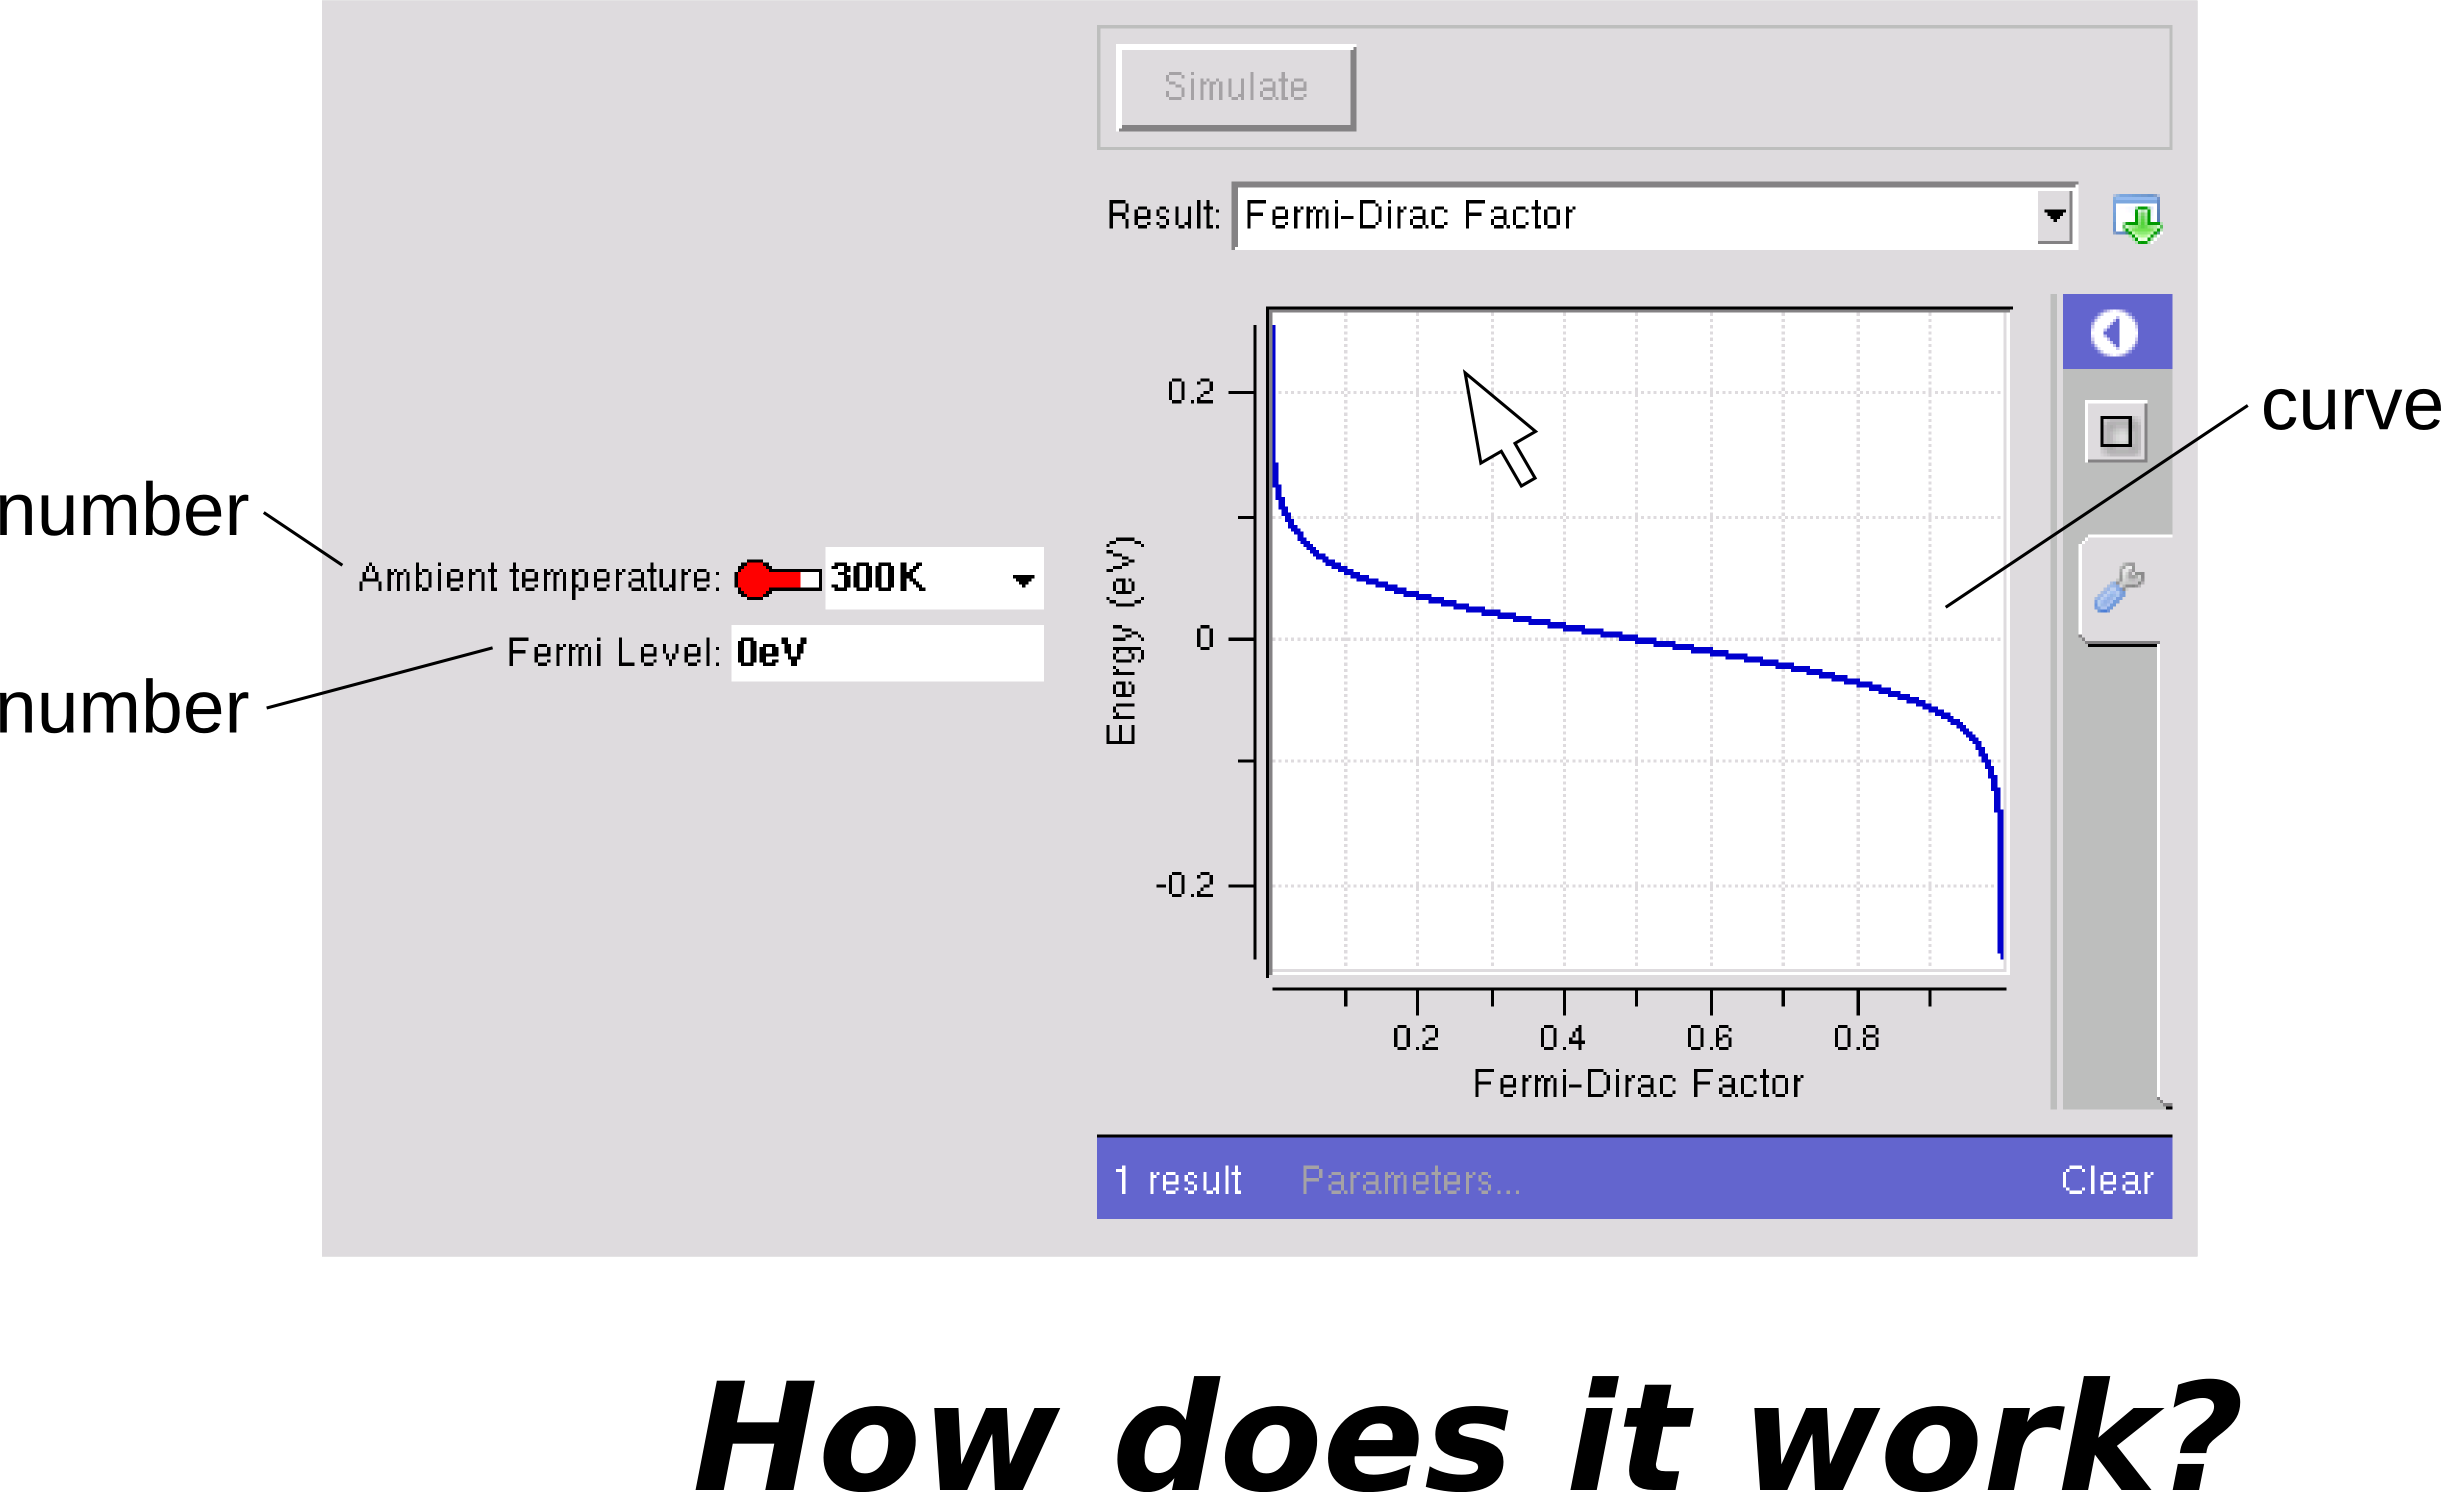 Simulate
Result: Fermi-Dirac Factor
curve
number
Ambient temperature: 300K
Fermi Level: 0eV
number
0.2
0
-0.2
Energy (eV)
0.2 0.4 0.6 0.8
Fermi-Dirac Factor
1 result Parameters... Clear
How does it work?